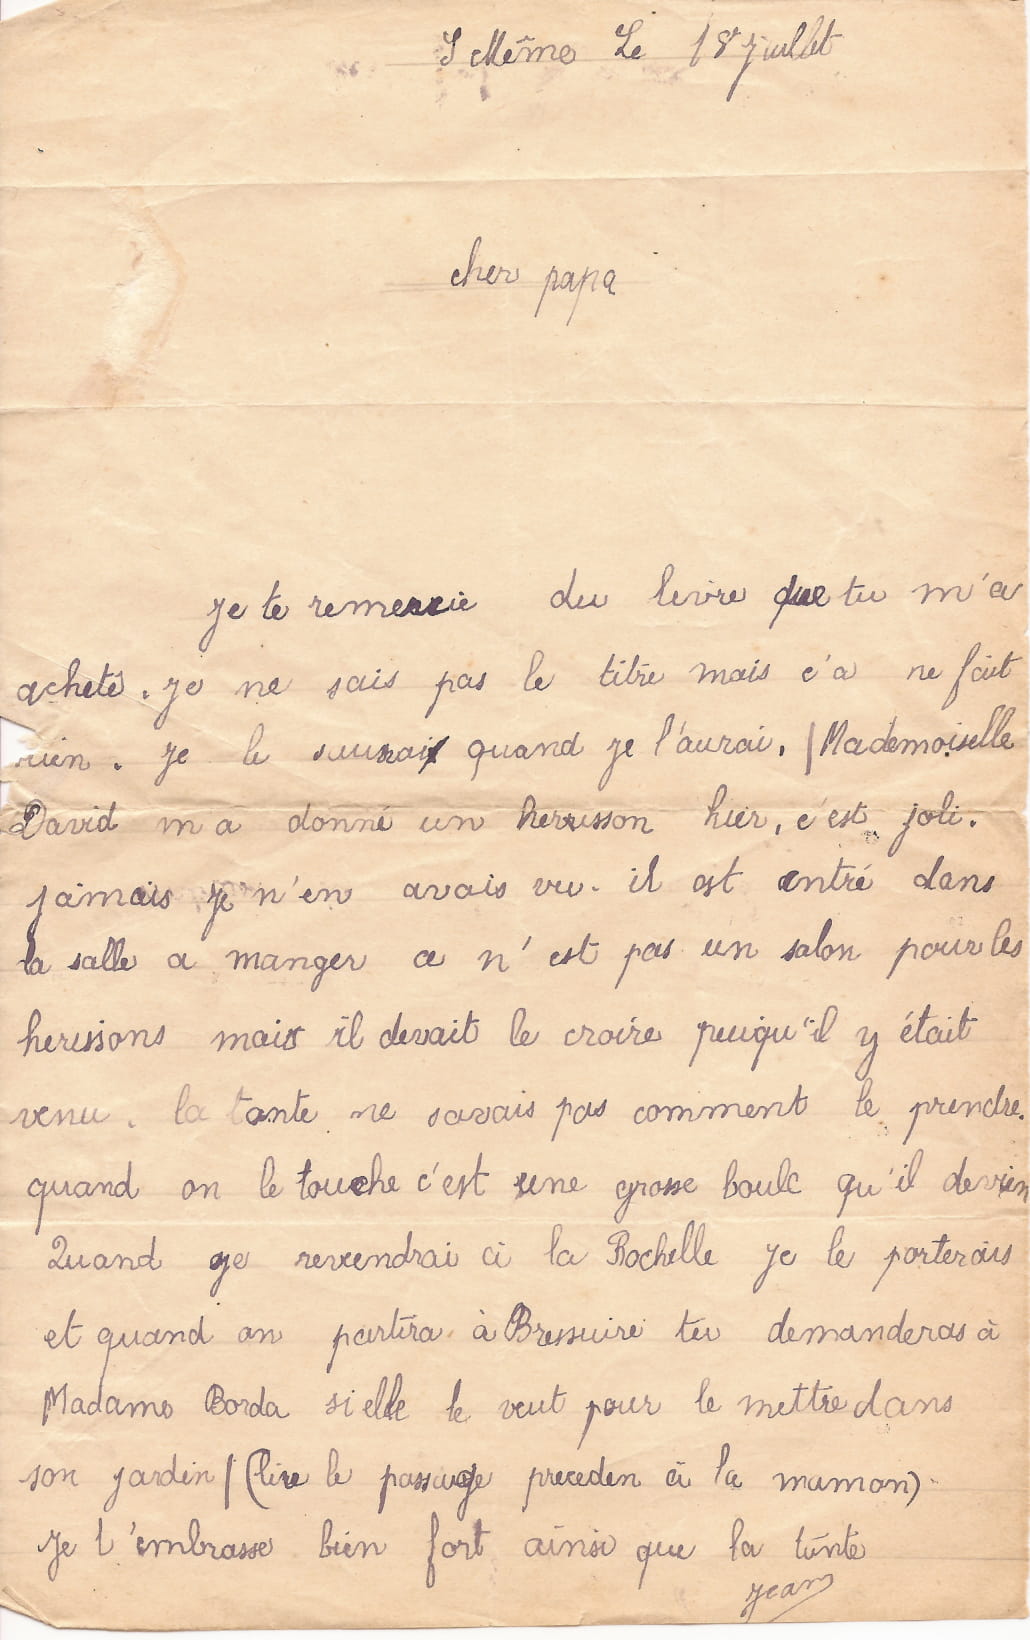 S Même Le 18 juillet
cher papa
je te remercie du livre que tu m'a
acheté. je ne sais pas le titre mais c'a ne fait
rien. je le saurai quand je l'aurai. / Mademoiselle
David m a donné un herrisson hier, c'est joli.
jamais je n'en avais vu. il est entré dans
la salle a manger ce n'est pas un salon pour les
herissons mais il devait le croire puiqu'il y était
venu. la tante ne savais pas comment le prendre.
quand on le touche c'est une grosse boule qu'il devien
Quand je reviendrai à la Rochelle je le porterais
et quand on partira à Bressuire tu demanderas à
Madame Borda si elle le veut pour le mettre dans
son jardin / (lire le passage preceden à la maman)
je t'embrasse bien fort ainsi que la tante
jean